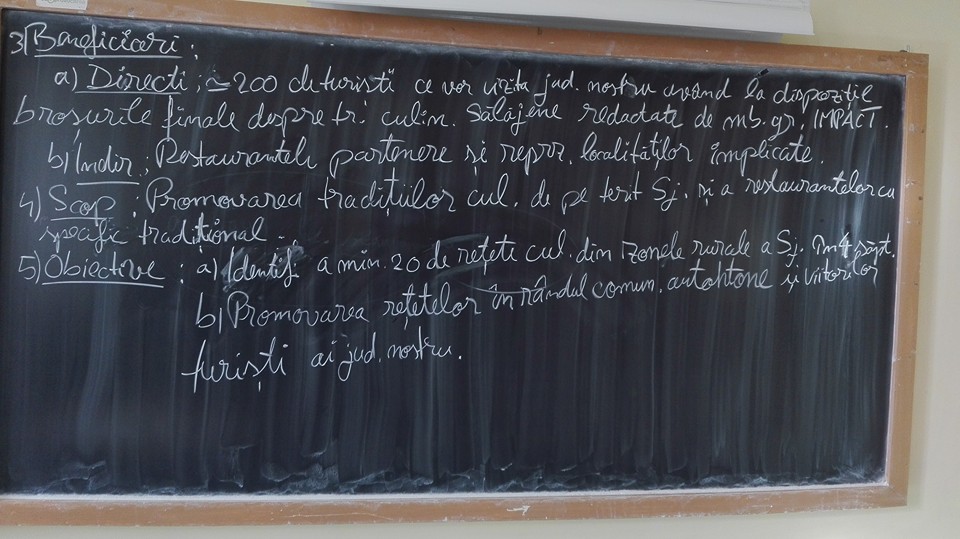 3) Beneficiari:
a) Direcți: ≃ 200 de turiști ce vor vizita jud. nostru având la dispoziție
broșurile finale despre tr. culin. Sălăjene redactate de mb. gr. IMPACT.
b) Indir: Restaurantele partenere și repr. localităților implicate.
4) Scop: Promovarea tradițiilor cul. de pe terit Sj. și a restaurantelor cu
specific tradițional.
5) Obiective: a) Identif. a min. 20 de rețete cul. din zonele rurale a Sj. în 4 săpt.
b) Promovarea rețetelor în rândul comun. autohtone și viitorilor
turiști ai jud. nostru.